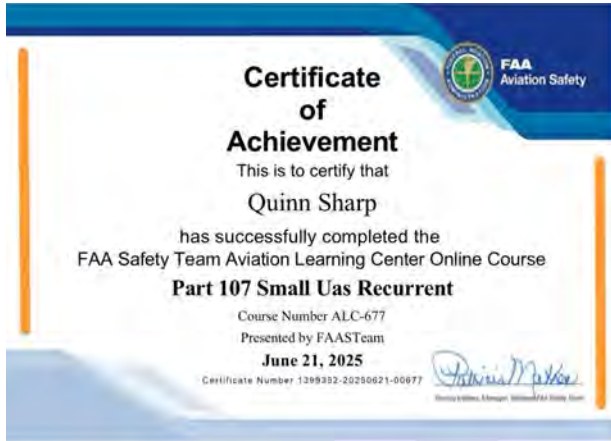 FAA
Aviation Safety
Certificate
of
Achievement
This is to certify that
Quinn Sharp
has successfully completed the
FAA Safety Team Aviation Learning Center Online Course
Part 107 Small Uas Recurrent
Course Number ALC-677
Presented by FAASTeam
June 21, 2025
Certificate Number 1399352-20250621-00677